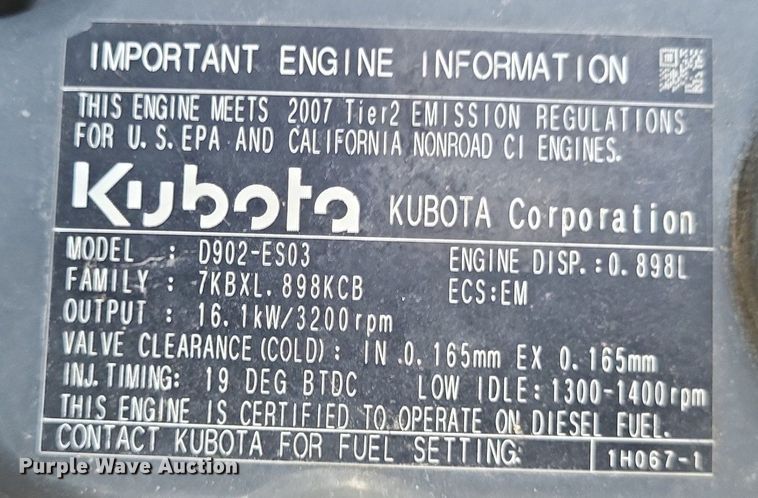 IMPORTANT ENGINE INFORMATION
THIS ENGINE MEETS 2007 Tier2 EMISSION REGULATIONS
FOR U.S.EPA AND CALIFORNIA NONROAD CI ENGINES.
Kubota KUBOTA Corporation
MODEL : D902-ES03 ENGINE DISP.:0.898L
FAMILY : 7KBXL.898KCB ECS:EM
OUTPUT : 16.1kW/3200rpm
VALVE CLEARANCE(COLD): IN 0.165mm EX 0.165mm
INJ.TIMING: 19 DEG BTDC LOW IDLE:1300-1400rpm
THIS ENGINE IS CERTIFIED TO OPERATE ON DIESEL FUEL.
CONTACT KUBOTA FOR FUEL SETTING. 1H067-1
Purple Wave Auction